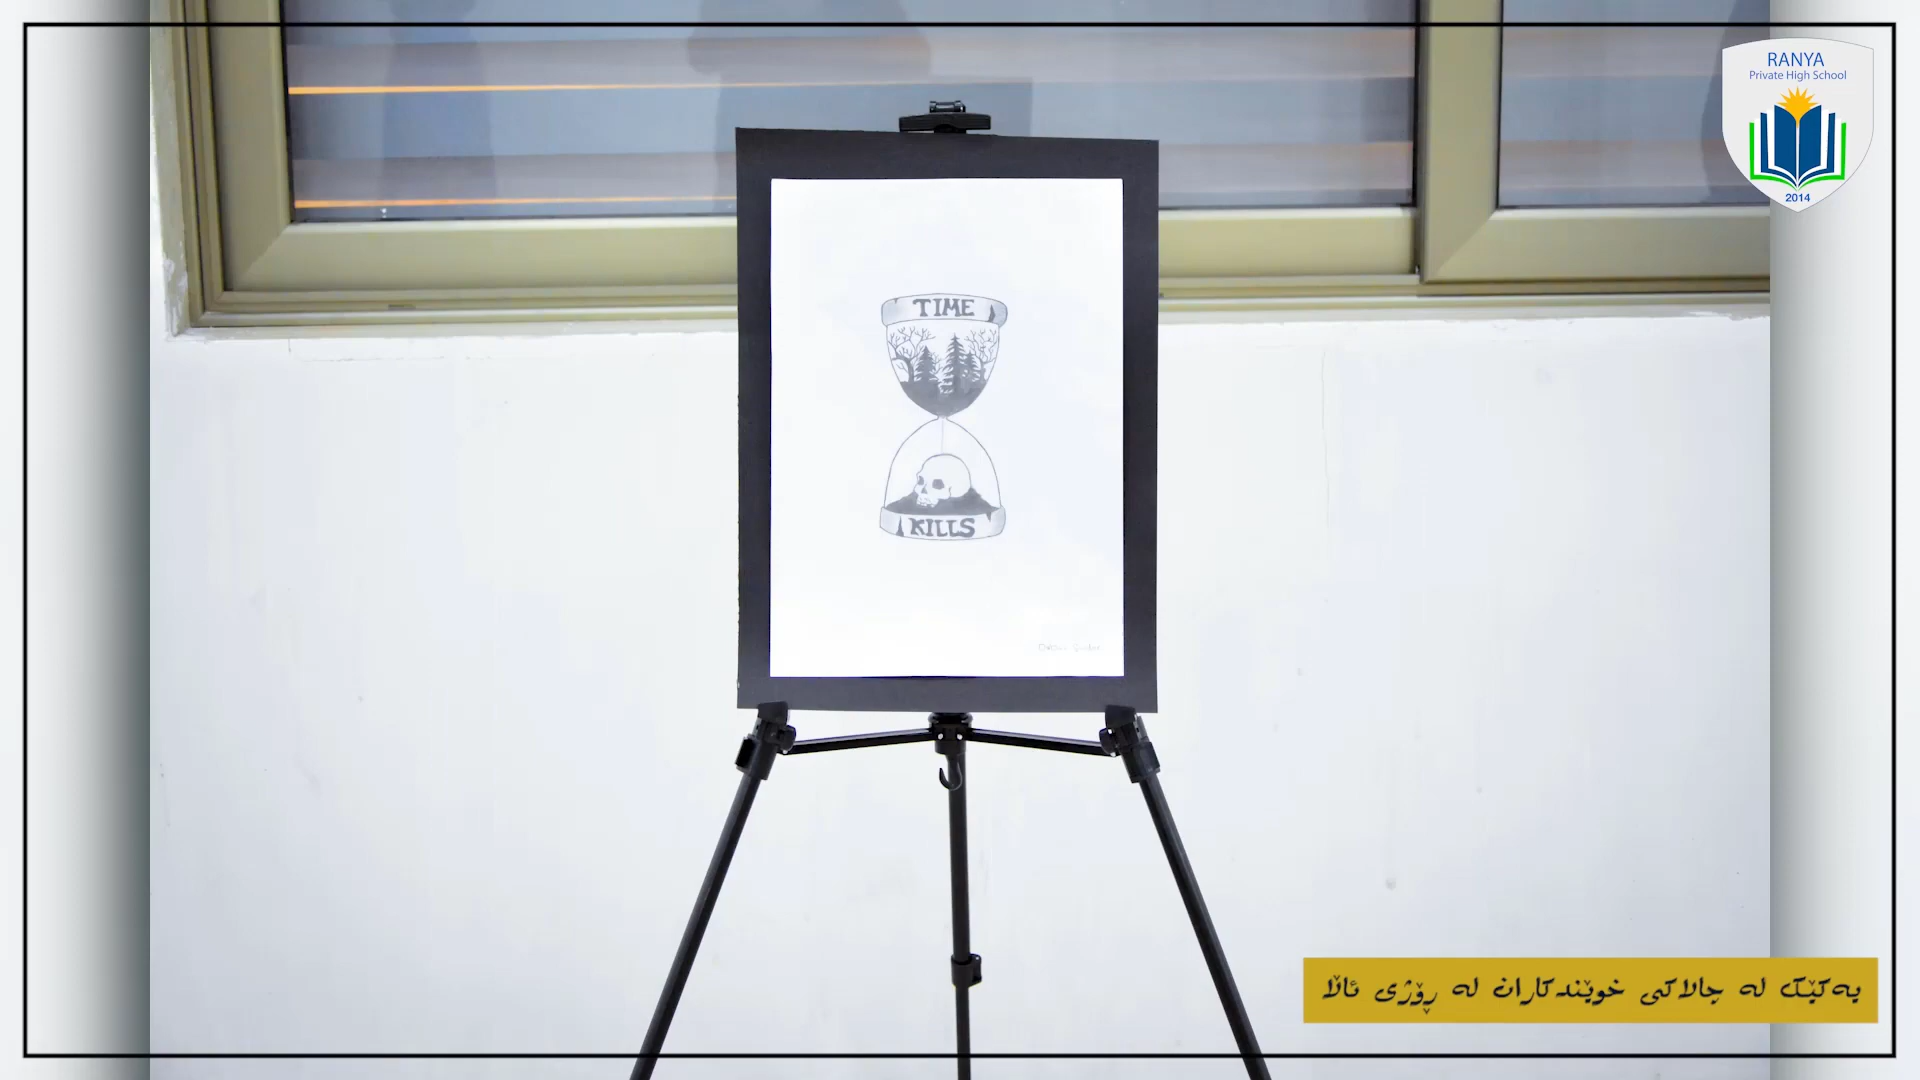 RANYA
Private High School
2014
TIME
KILLS
یەکێک لە چالاکی خوێندکاران لە ڕۆژی ئاڵا